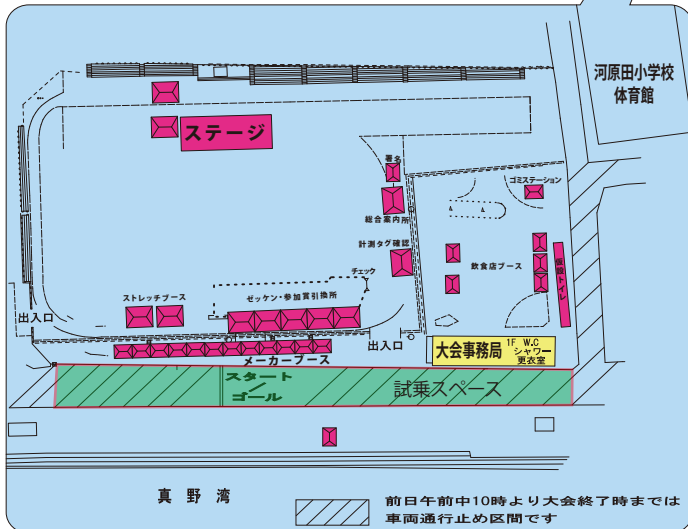 河原田小学校
体育館
ステージ
署名
ゴミステーション
総合案内所
計測タグ確認
飲食店ブース
仮設トイレ
チェック
ストレッチブース
ゼッケン・参加賞引換所
出入口
出入口
メーカーブース
大会事務局
1F W.C
シャワー
更衣室
スタート
／
ゴール
試乗スペース
真野湾
前日午前中10時より大会終了時までは
車両通行止め区間です